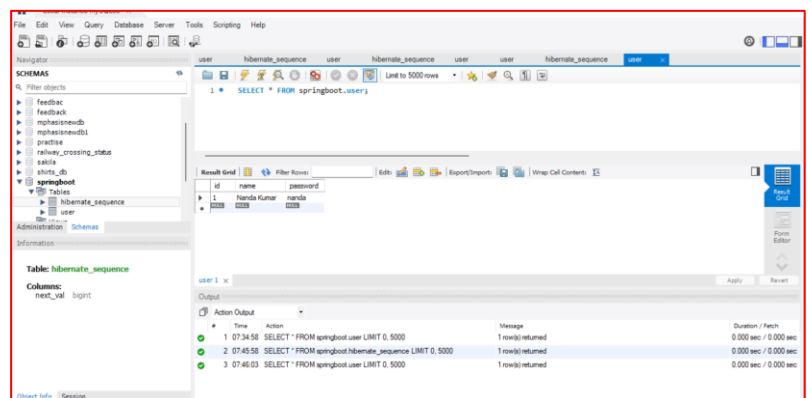 File Edit View Query Database Server Tools Scripting Help
Navigator
SCHEMAS
Filter objects
feedbac
feedback
mphasisnewdb
mphasisnewdb1
practise
railway_crossing_status
sakila
shirts_db
springboot
Tables
hibernate_sequence
user
Administration Schemas
Information
Table: hibernate_sequence
Columns:
next_val bigint
Object Info Session
user hibernate_sequence user hibernate_sequence user user hibernate_sequence user
Limit to 5000 rows
1 SELECT * FROM springboot.user;
Result Grid Filter Rows: Edit: Export/Import: Wrap Cell Content:
id name password
1 Nanda Kumar nanda
NULL NULL NULL
Result
Grid
Form
Editor
user 1 Apply Revert
Output
Action Output
# Time Action Message Duration / Fetch
1 07:34:58 SELECT * FROM springboot.user LIMIT 0, 5000 1 row(s) returned 0.000 sec / 0.000 sec
2 07:45:58 SELECT * FROM springboot.hibernate_sequence LIMIT 0, 5000 1 row(s) returned 0.000 sec / 0.000 sec
3 07:46:03 SELECT * FROM springboot.user LIMIT 0, 5000 1 row(s) returned 0.000 sec / 0.000 sec